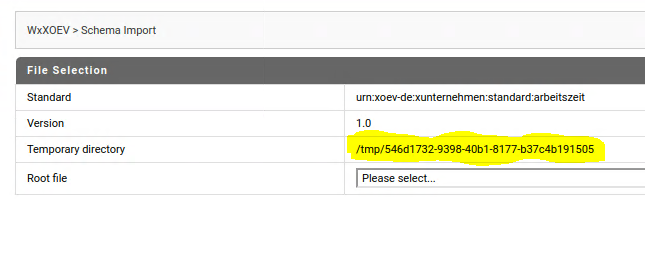 WxXOEV > Schema Import
File Selection
Standard urn:xoev-de:xunternehmen:standard:arbeitszeit
Version 1.0
Temporary directory /tmp/546d1732-9398-40b1-8177-b37c4b191505
Root file Please select...